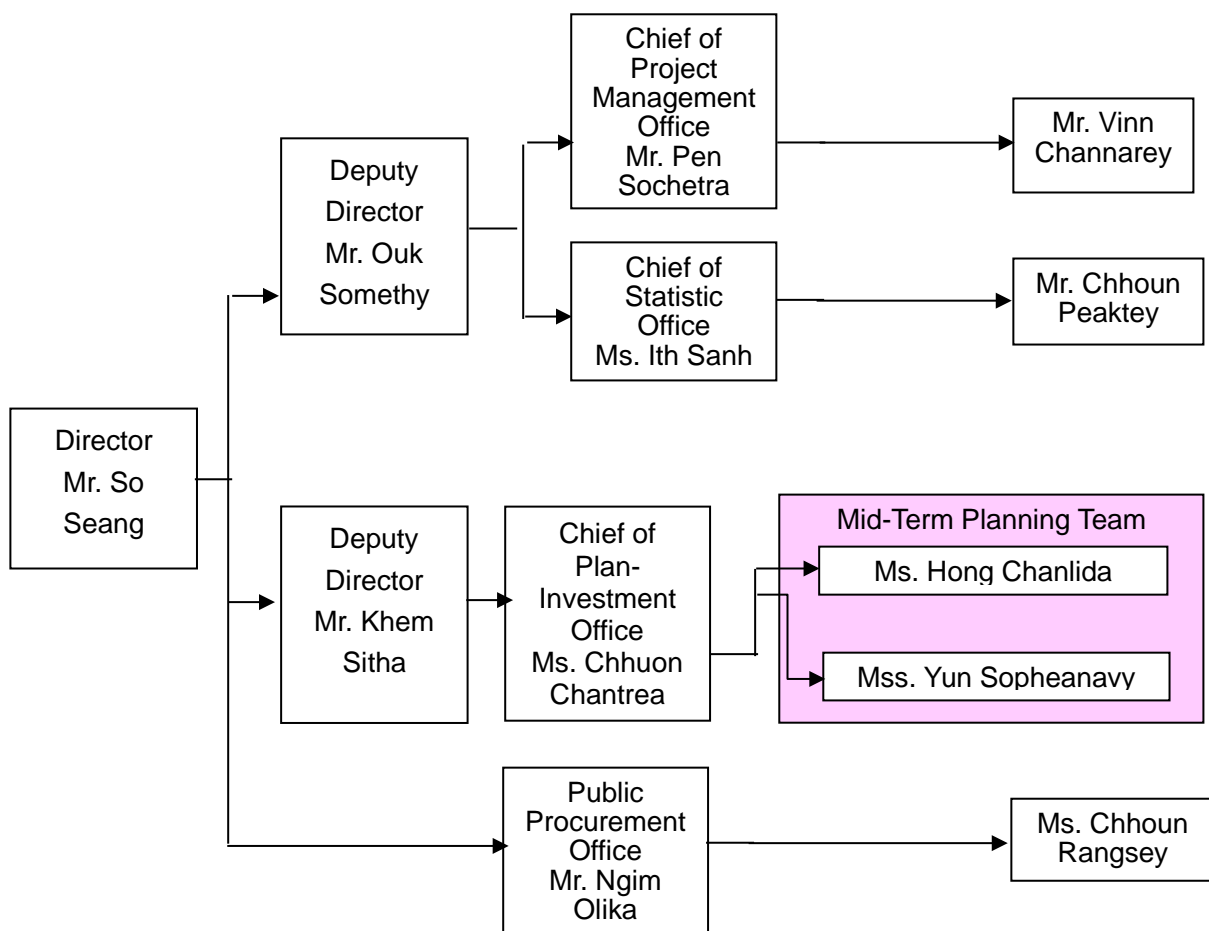 Chief of
Project
Management
Office
Mr. Pen
Sochetra
Mr. Vinn
Channarey
Deputy
Director
Mr. Ouk
Somethy
Chief of
Statistic
Office
Ms. Ith Sanh
Mr. Chhoun
Peaktey
Director
Mr. So
Seang
Deputy
Director
Mr. Khem
Sitha
Chief of
Plan-
Investment
Office
Ms. Chhuon
Chantrea
Mid-Term Planning Team
Ms. Hong Chanlida
Mss. Yun Sopheanavy
Public
Procurement
Office
Mr. Ngim
Olika
Ms. Chhoun
Rangsey